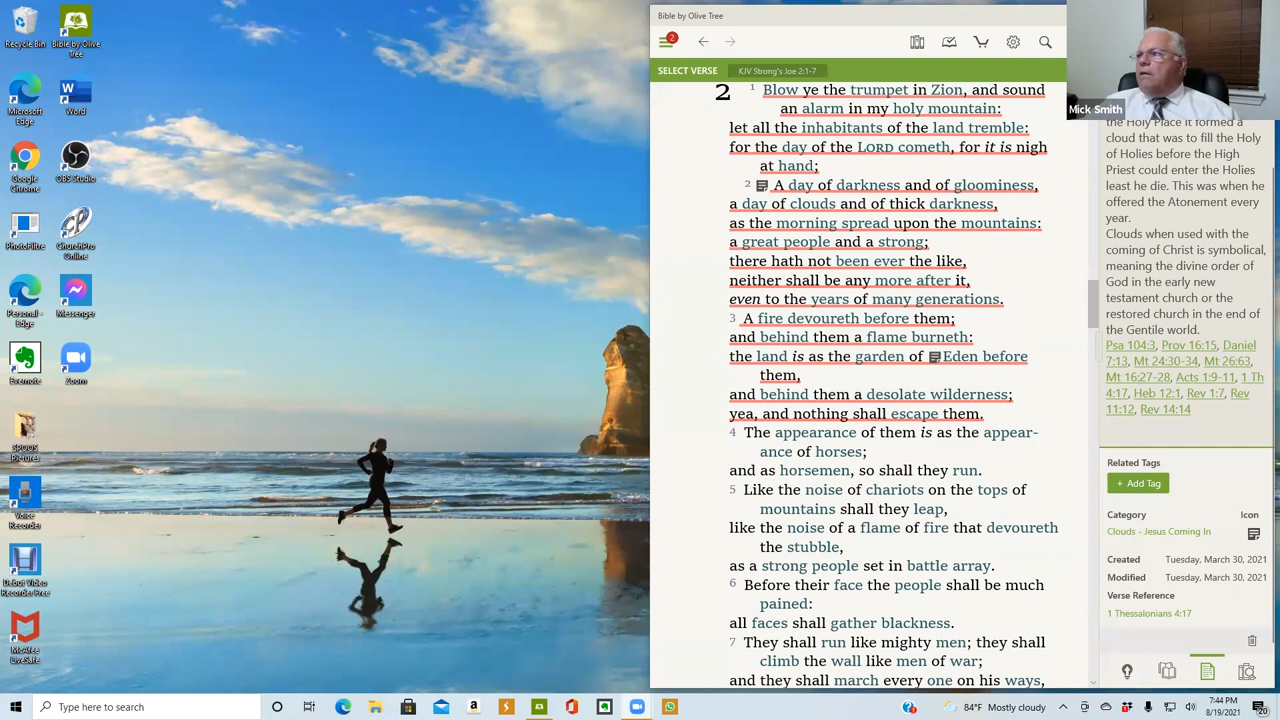 Recycle Bin
Bible by Olive
Tree
Microsoft
Edge
Word
Google
Chrome
OBS Studio
PhotoFiltre
ChurchPro
Online
Personal -
Edge
Messenger
Evernote
Zoom
SPOGS
Pictures
Voice
Recorder
Debut Video
Recorder Free
McAfee
LiveSafe
Bible by Olive Tree
2
SELECT VERSE
KJV Strong's Joe 2:1-7
2 1 Blow ye the trumpet in Zion, and sound
an alarm in my holy mountain:
let all the inhabitants of the land tremble:
for the day of the LORD cometh, for it is nigh
at hand;
2 A day of darkness and of gloominess,
a day of clouds and of thick darkness,
as the morning spread upon the mountains:
a great people and a strong;
there hath not been ever the like,
neither shall be any more after it,
even to the years of many generations.
3 A fire devoureth before them;
and behind them a flame burneth:
the land is as the garden of Eden before
them,
and behind them a desolate wilderness;
yea, and nothing shall escape them.
4 The appearance of them is as the appear-
ance of horses;
and as horsemen, so shall they run.
5 Like the noise of chariots on the tops of
mountains shall they leap,
like the noise of a flame of fire that devoureth
the stubble,
as a strong people set in battle array.
6 Before their face the people shall be much
pained:
all faces shall gather blackness.
7 They shall run like mighty men; they shall
climb the wall like men of war;
and they shall march every one on his ways,
Mick Smith
the Holy Place it formed a
cloud that was to fill the Holy
of Holies before the High
Priest could enter the Holies
least he die. This was when he
offered the Atonement every
year.
Clouds when used with the
coming of Christ is symbolical,
meaning the divine order of
God in the early new
testament church or the
restored church in the end of
the Gentile world.
Psa 104:3, Prov 16:15, Daniel
7:13, Mt 24:30-34, Mt 26:63,
Mt 16:27-28, Acts 1:9-11, 1 Th
4:17, Heb 12:1, Rev 1:7, Rev
11:12, Rev 14:14
Related Tags
+ Add Tag
Category Icon
Clouds - Jesus Coming In
Created Tuesday, March 30, 2021
Modified Tuesday, March 30, 2021
Verse Reference
1 Thessalonians 4:17
Type here to search
84°F Mostly cloudy
7:44 PM
8/19/2021
20